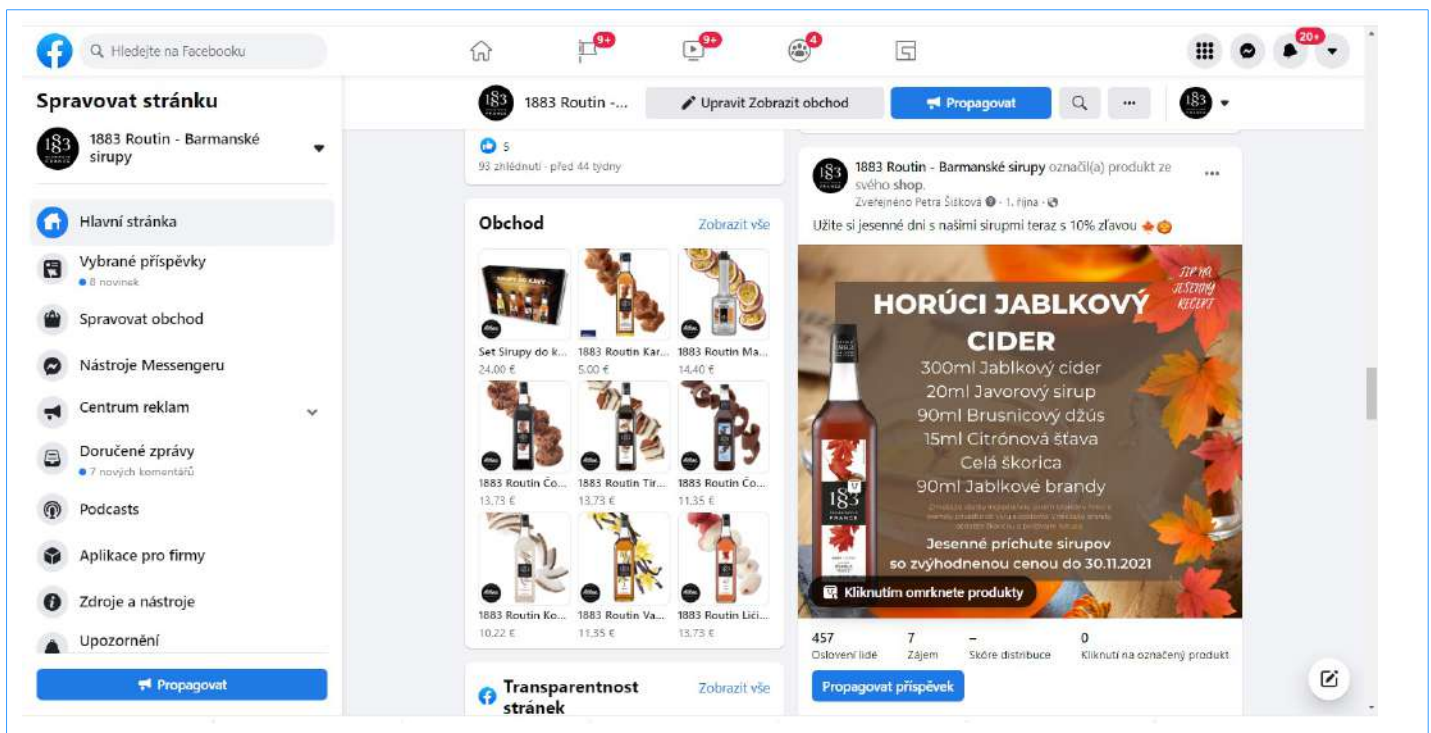 Hledejte na Facebooku
9+
9+
4
20+
Spravovat stránku
1883 Routin - Barmanské
sirupy
Hlavní stránka
Vybrané příspěvky
8 novinek
Spravovat obchod
Nástroje Messengeru
Centrum reklam
Doručené zprávy
7 nových komentářů
Podcasts
Aplikace pro firmy
Zdroje a nástroje
Upozornění
Propagovat
1883 Routin -...
Upravit Zobrazit obchod
Propagovat
5
93 zhlédnutí · před 44 týdny
Obchod
Zobrazit vše
Set Sirupy do k...
24,00 €
1883 Routin Kar...
5,00 €
1883 Routin Ma...
14,40 €
1883 Routin Čo...
13,73 €
1883 Routin Tir...
13,73 €
1883 Routin Čo...
11,35 €
1883 Routin Ko...
10,22 €
1883 Routin Va...
11,35 €
1883 Routin Liči...
13,73 €
Transparentnost
stránek
Zobrazit vše
1883 Routin - Barmanské sirupy označil(a) produkt ze
svého shop.
Zveřejněno Petra Šišková · 1. října ·
Užite si jesenné dni s našimi sirupmi teraz s 10% zľavou
TIP NA
JESENNÝ
RECEPT
HORÚCI JABLKOVÝ
CIDER
300ml Jablkový cider
20ml Javorový sirup
90ml Brusnicový džús
15ml Citrónová šťava
Celá škorica
90ml Jablkové brandy
Jesenné príchute sirupov
so zvýhodnenou cenou do 30.11.2021
183
FRANCE
Kliknutím omrknete produkty
457
Oslovení lidé
7
Zájem
–
Skóre distribuce
0
Kliknutí na označený produkt
Propagovat příspěvek